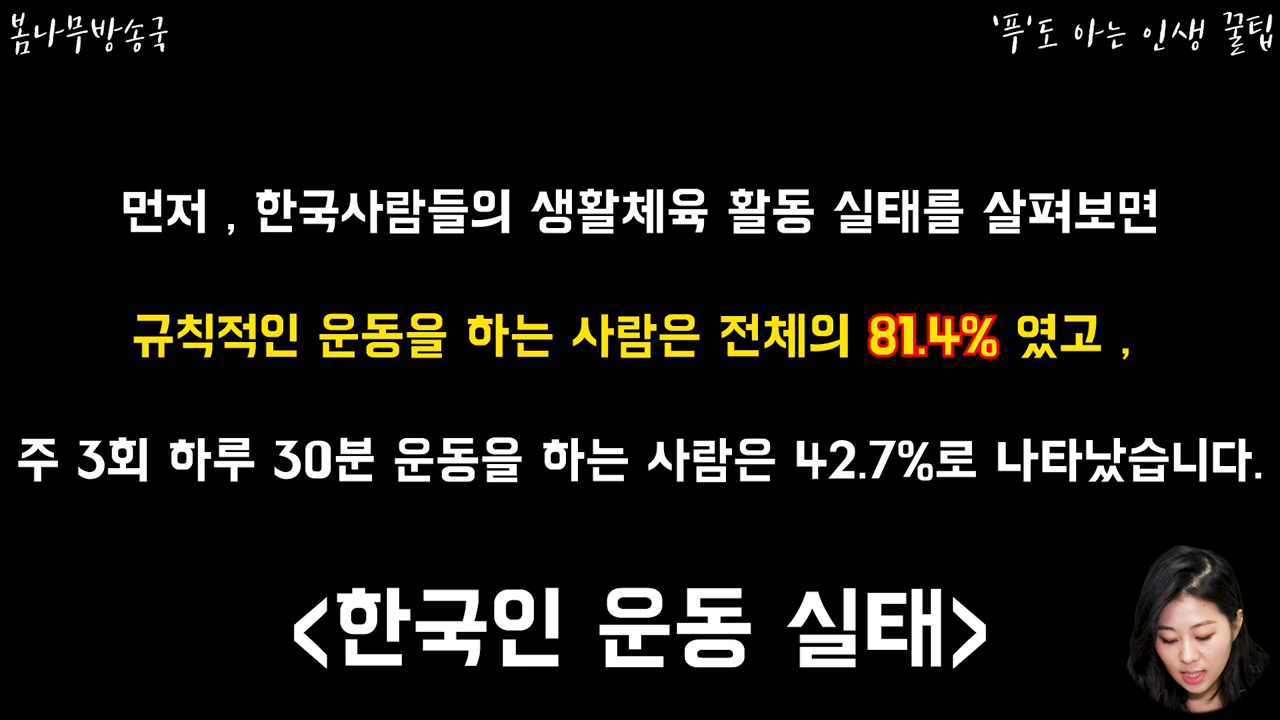 봄나무방송국
'푸'도 아는 인생 꿀팁
먼저 , 한국사람들의 생활체육 활동 실태를 살펴보면
규칙적인 운동을 하는 사람은 전체의 81.4% 였고 ,
주 3회 하루 30분 운동을 하는 사람은 42.7%로 나타났습니다.
<한국인 운동 실태>